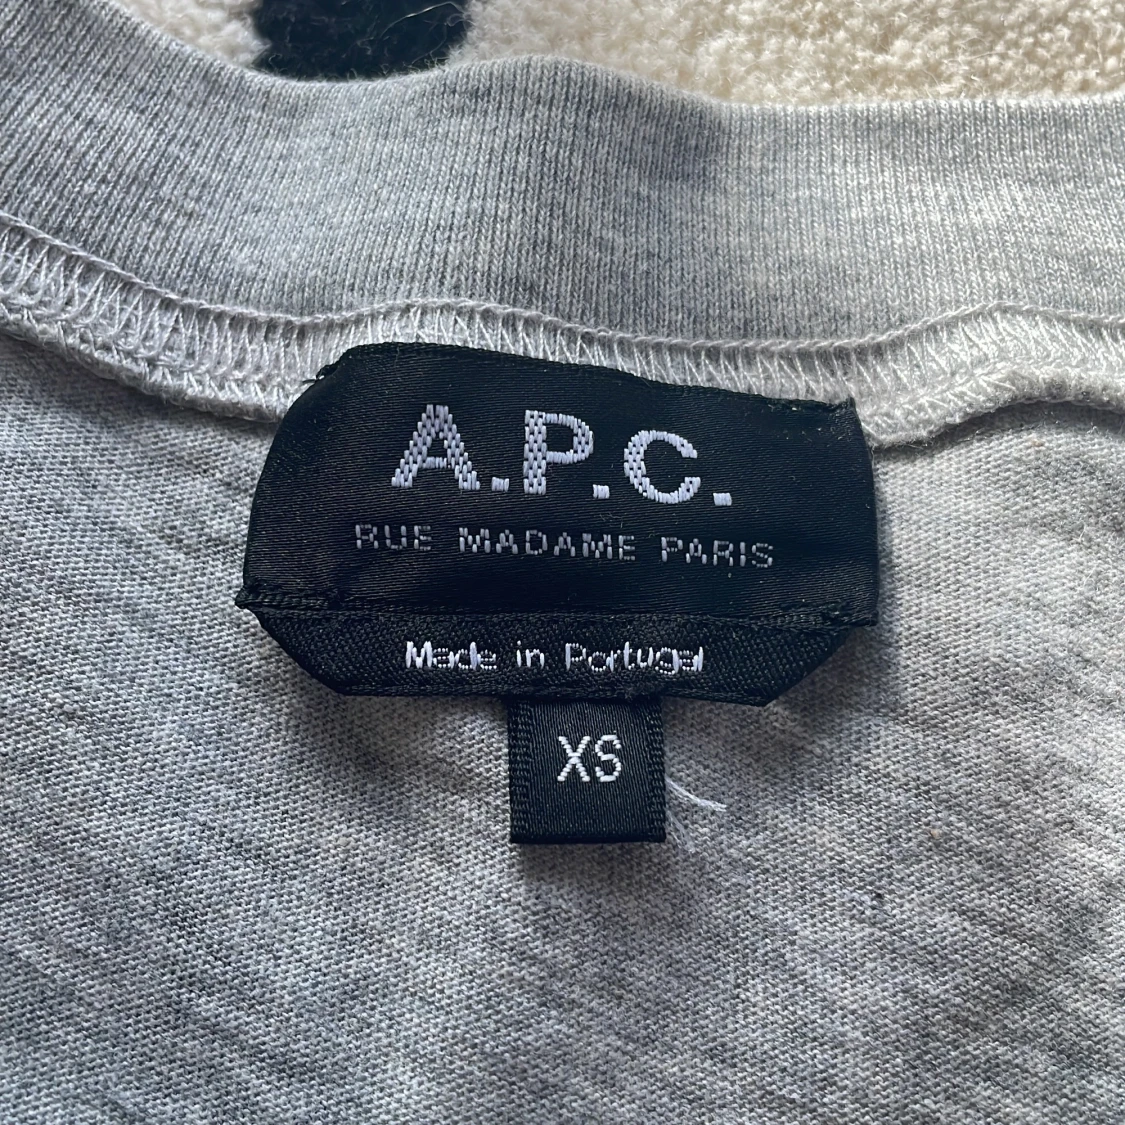 A.P.C.
RUE MADAME PARIS
Made in Portugal
XS